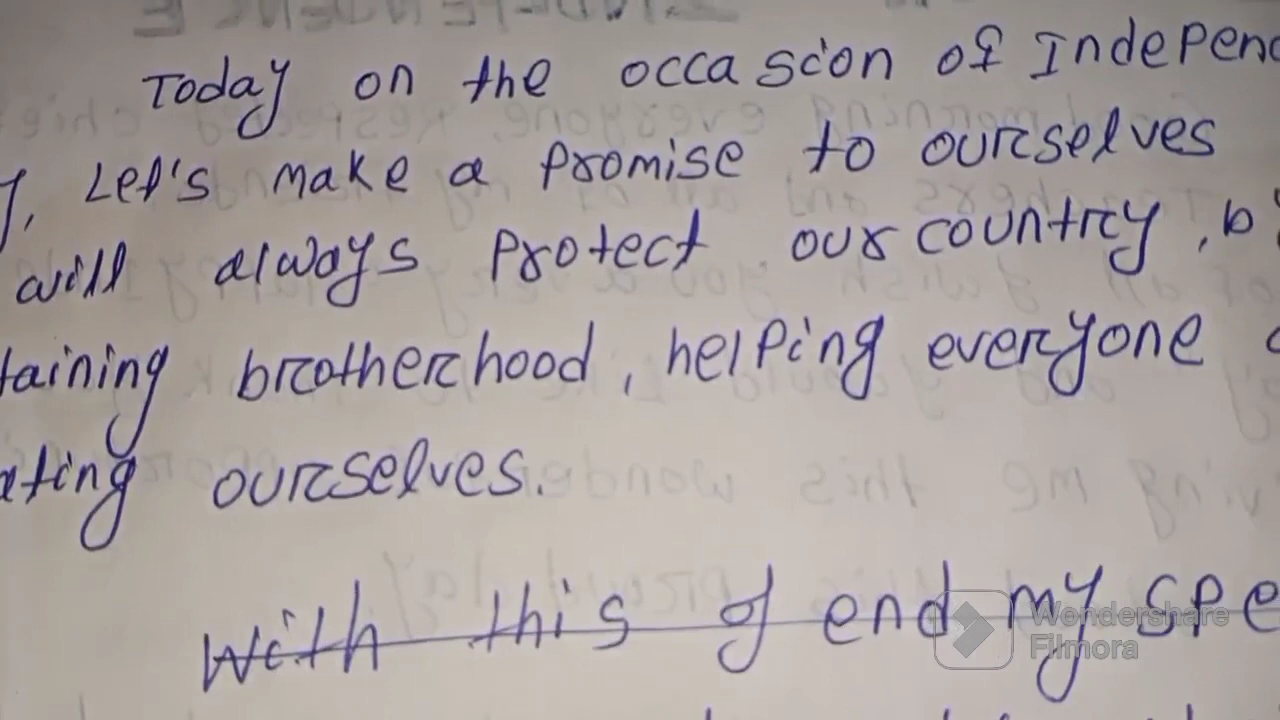 Today on the occascion of Indepen
Let's make a promise to ourselves
will always protect our country, b
taining brotherhood, helping everyone
ating ourselves.
With this I end my spe
Wondershare
Filmora